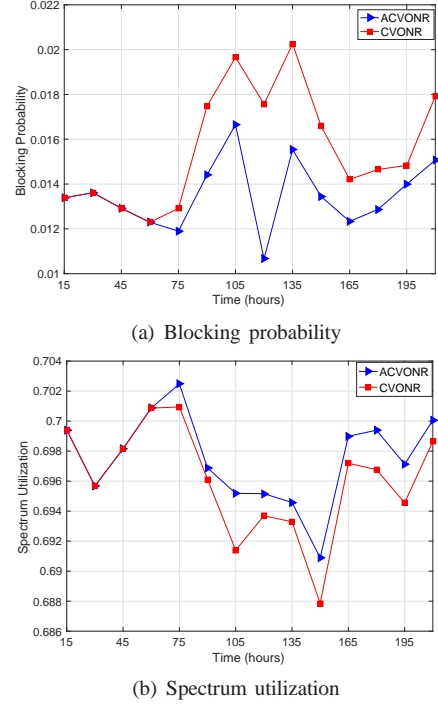 0.022
ACVONR
CVONR
0.02
0.018
0.016
0.014
0.012
0.01
Blocking Probability
15 45 75 105 135 165 195
Time (hours)
(a) Blocking probability
0.704
ACVONR
CVONR
0.702
0.7
0.698
0.696
0.694
0.692
0.69
0.688
0.686
Spectrum Utilization
15 45 75 105 135 165 195
Time (hours)
(b) Spectrum utilization